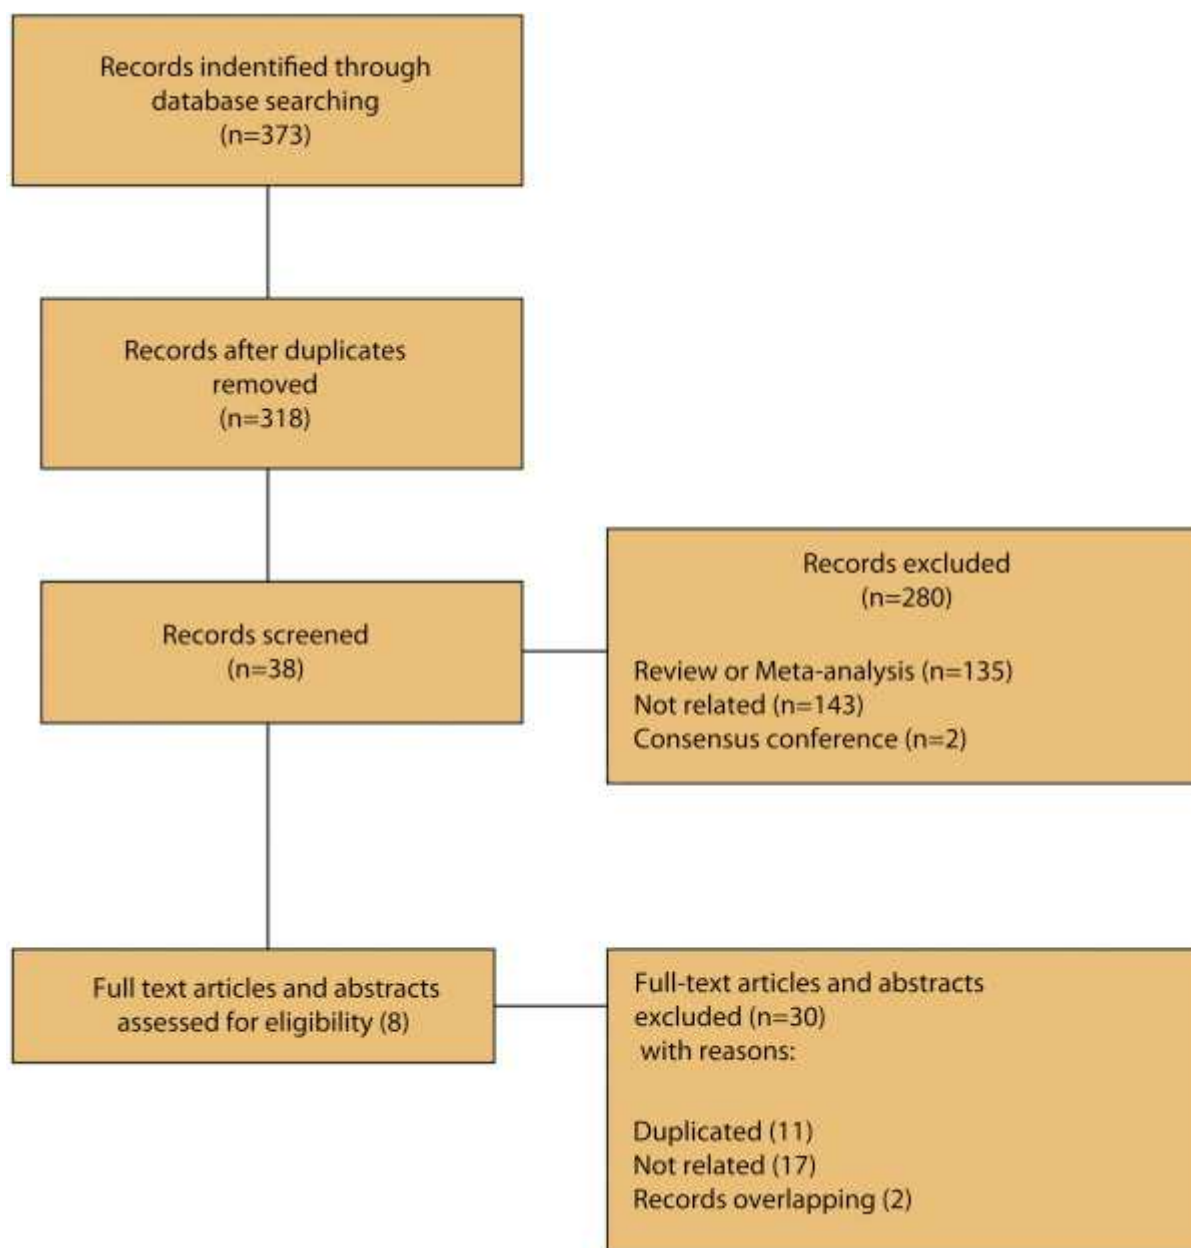 Records indentified through
database searching
(n=373)
Records after duplicates
removed
(n=318)
Records screened
(n=38)
Records excluded
(n=280)
Review or Meta-analysis (n=135)
Not related (n=143)
Consensus conference (n=2)
Full text articles and abstracts
assessed for eligibility (8)
Full-text articles and abstracts
excluded (n=30)
with reasons:
Duplicated (11)
Not related (17)
Records overlapping (2)